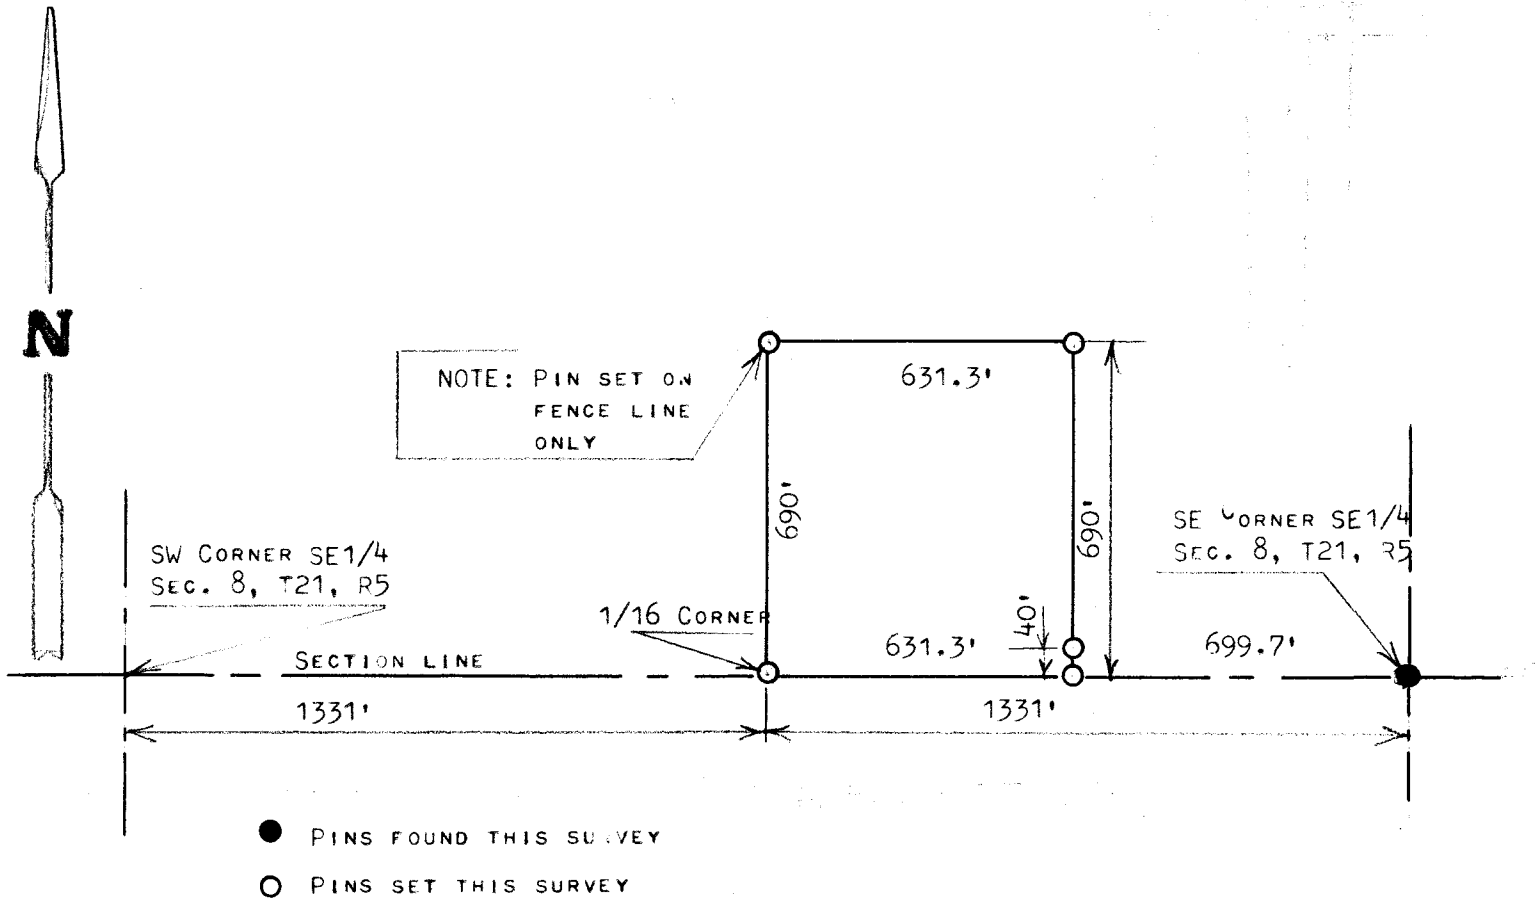 N
NOTE: PIN SET ON
FENCE LINE
ONLY
631.3'
690'
690'
SW CORNER SE1/4
SEC. 8, T21, R5
SE CORNER SE1/4
SEC. 8, T21, R5
1/16 CORNER
40'
631.3'
699.7'
SECTION LINE
1331'
1331'
PINS FOUND THIS SURVEY
PINS SET THIS SURVEY